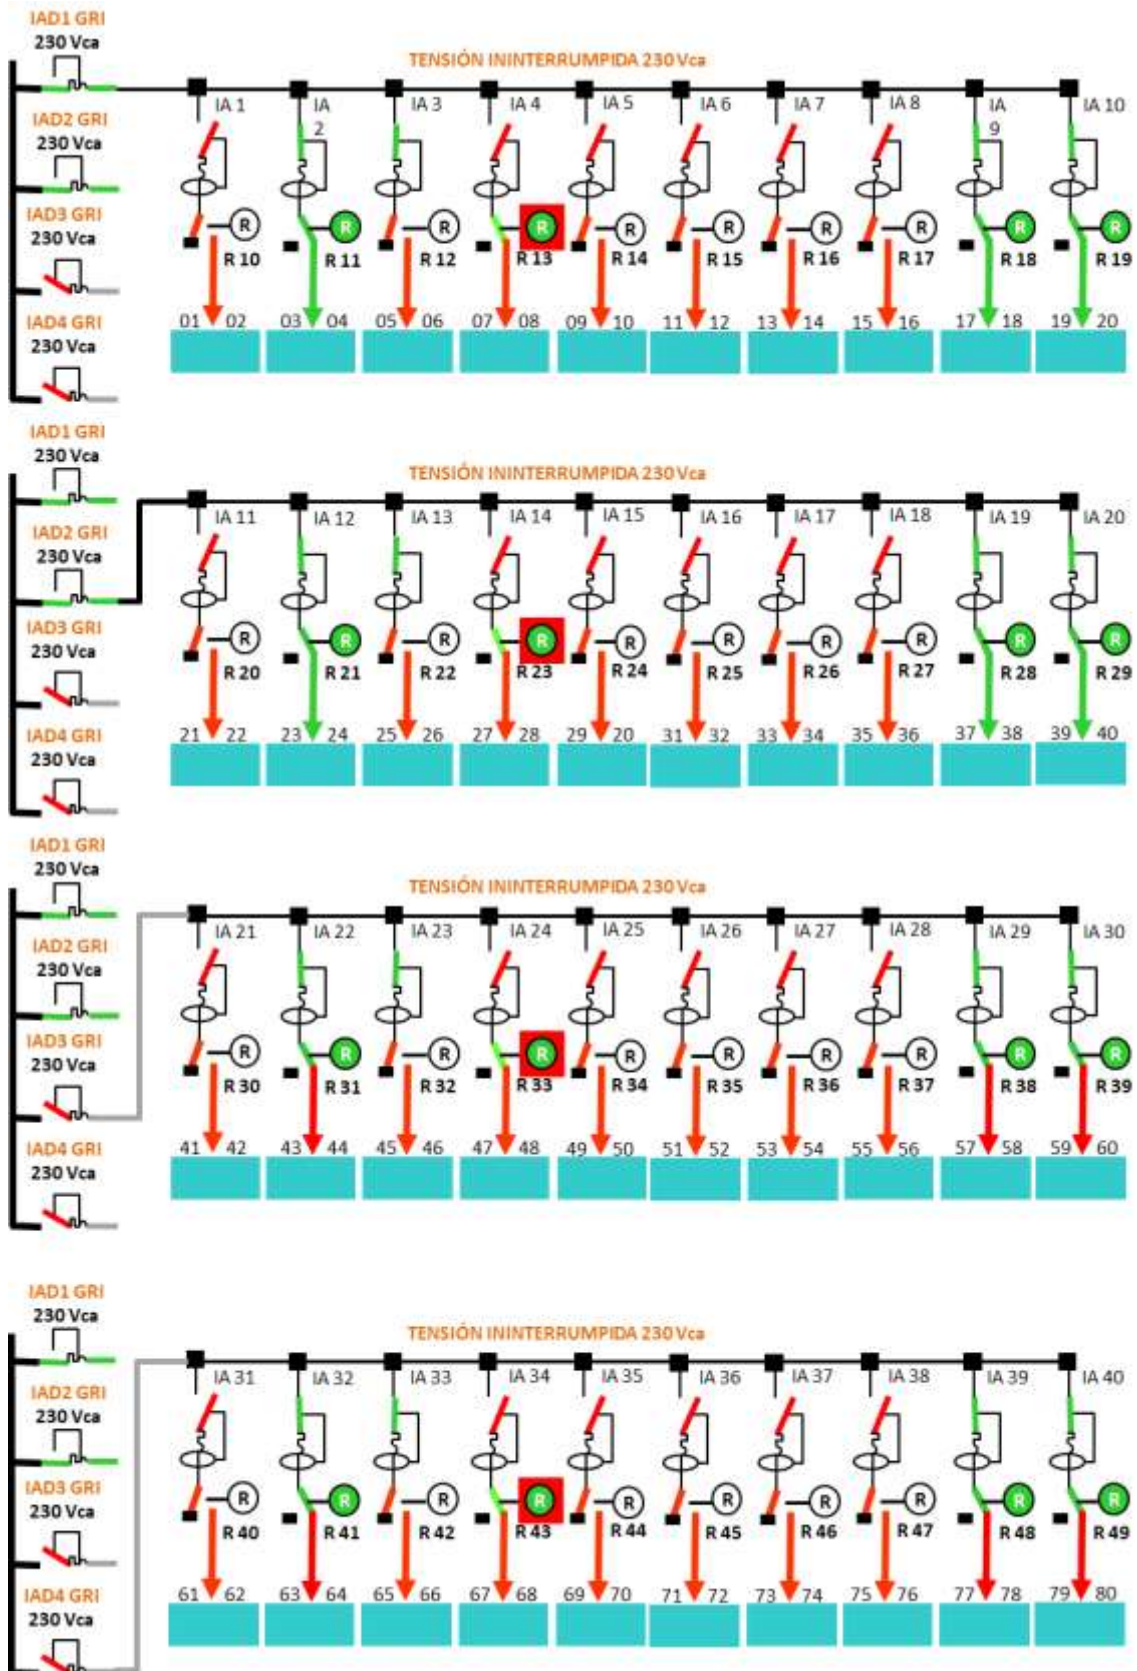 IAD1 GRI
230 Vca
TENSIÓN ININTERRUMPIDA 230 Vca
IA 1 IA 2 IA 3 IA 4 IA 5 IA 6 IA 7 IA 8 IA 9 IA 10
IAD2 GRI
230 Vca
IAD3 GRI
230 Vca
R R R R R R R R R R
R 10 R 11 R 12 R 13 R 14 R 15 R 16 R 17 R 18 R 19
IAD4 GRI
230 Vca
01 02 03 04 05 06 07 08 09 10 11 12 13 14 15 16 17 18 19 20
IAD1 GRI
230 Vca
TENSIÓN ININTERRUMPIDA 230 Vca
IA 11 IA 12 IA 13 IA 14 IA 15 IA 16 IA 17 IA 18 IA 19 IA 20
IAD2 GRI
230 Vca
IAD3 GRI
230 Vca
R R R R R R R R R R
R 20 R 21 R 22 R 23 R 24 R 25 R 26 R 27 R 28 R 29
IAD4 GRI
230 Vca
21 22 23 24 25 26 27 28 29 20 31 32 33 34 35 36 37 38 39 40
IAD1 GRI
230 Vca
TENSIÓN ININTERRUMPIDA 230 Vca
IA 21 IA 22 IA 23 IA 24 IA 25 IA 26 IA 27 IA 28 IA 29 IA 30
IAD2 GRI
230 Vca
IAD3 GRI
230 Vca
R R R R R R R R R R
R 30 R 31 R 32 R 33 R 34 R 35 R 36 R 37 R 38 R 39
IAD4 GRI
230 Vca
41 42 43 44 45 46 47 48 49 50 51 52 53 54 55 56 57 58 59 60
IAD1 GRI
230 Vca
TENSIÓN ININTERRUMPIDA 230 Vca
IA 31 IA 32 IA 33 IA 34 IA 35 IA 36 IA 37 IA 38 IA 39 IA 40
IAD2 GRI
230 Vca
IAD3 GRI
230 Vca
R R R R R R R R R R
R 40 R 41 R 42 R 43 R 44 R 45 R 46 R 47 R 48 R 49
IAD4 GRI
230 Vca
61 62 63 64 65 66 67 68 69 70 71 72 73 74 75 76 77 78 79 80